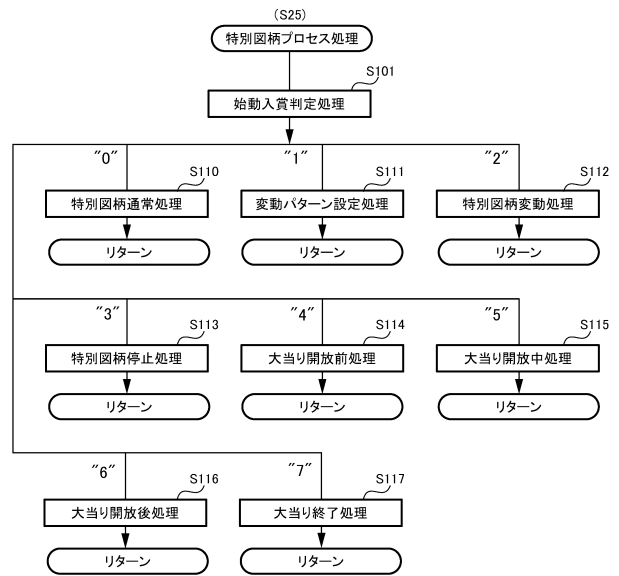 (S25)
特別図柄プロセス処理
S101
始動入賞判定処理
"0" "1" "2"
S110 S111 S112
特別図柄通常処理 変動パターン設定処理 特別図柄変動処理
リターン リターン リターン
"3" "4" "5"
S113 S114 S115
特別図柄停止処理 大当り開放前処理 大当り開放中処理
リターン リターン リターン
"6" "7"
S116 S117
大当り開放後処理 大当り終了処理
リターン リターン